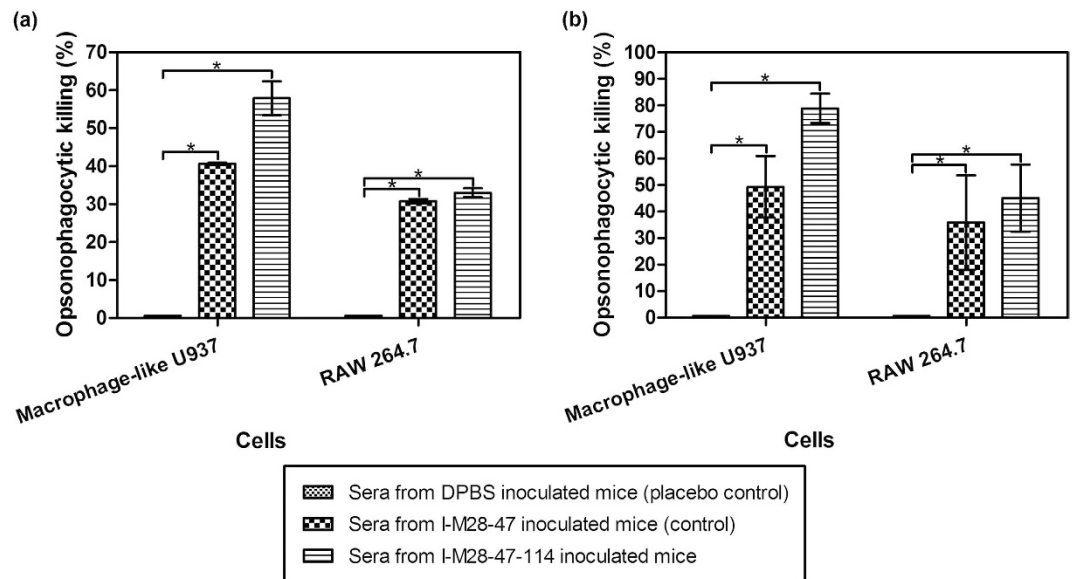 (a)
Opsonophagocytic killing (%)
70
60
50
40
30
20
10
0
*
*
*
*
Macrophage-like U937
RAW 264.7
Cells
(b)
Opsonophagocytic killing (%)
100
90
80
70
60
50
40
30
20
10
0
*
*
*
*
Macrophage-like U937
RAW 264.7
Cells
Sera from DPBS inoculated mice (placebo control)
Sera from I-M28-47 inoculated mice (control)
Sera from I-M28-47-114 inoculated mice